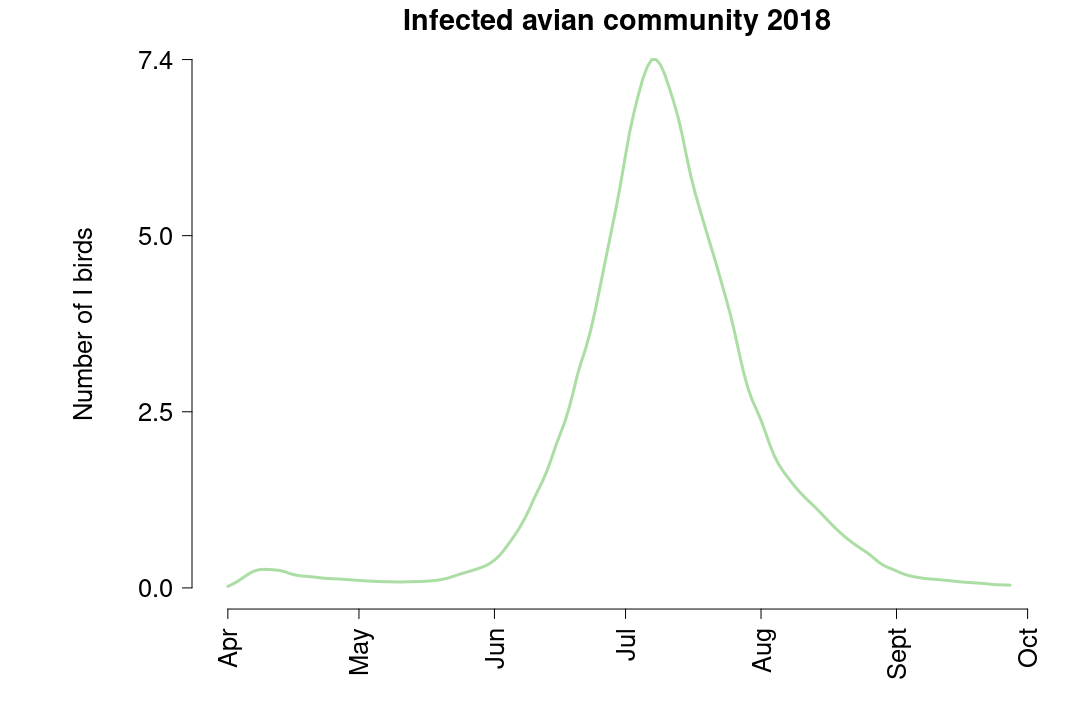 Infected avian community 2018
Number of I birds
7.4
5.0
2.5
0.0
Apr
May
Jun
Jul
Aug
Sept
Oct